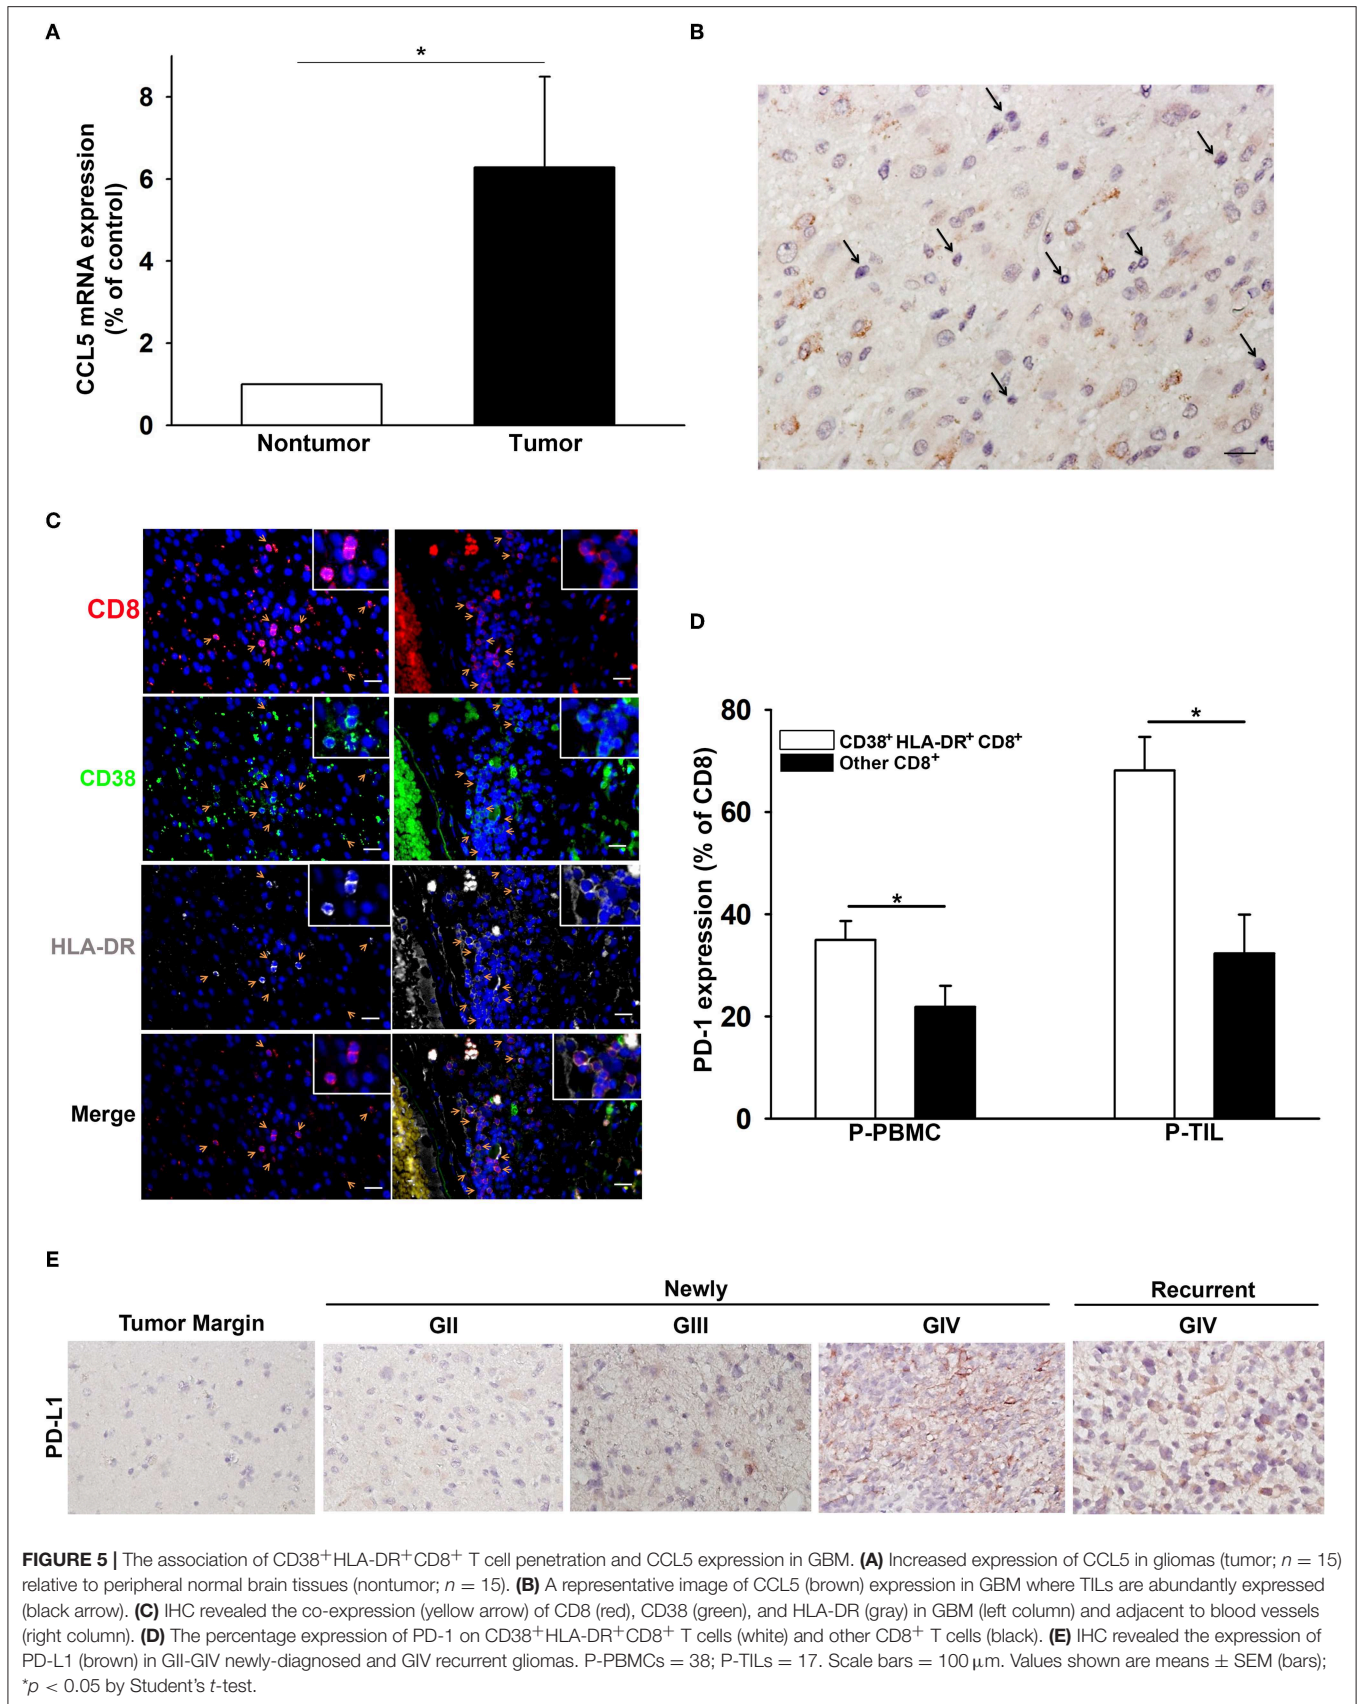 A
*
CCL5 mRNA expression
(% of control)
8
6
4
2
0
Nontumor
Tumor
B
C
CD8
CD38
HLA-DR
Merge
D
PD-1 expression (% of CD8)
80
60
40
20
0
CD38+ HLA-DR+ CD8+
Other CD8+
*
*
P-PBMC
P-TIL
E
Newly
Recurrent
Tumor Margin
GII
GIII
GIV
GIV
PD-L1
FIGURE 5 | The association of CD38+HLA-DR+CD8+ T cell penetration and CCL5 expression in GBM. (A) Increased expression of CCL5 in gliomas (tumor; n = 15)
relative to peripheral normal brain tissues (nontumor; n = 15). (B) A representative image of CCL5 (brown) expression in GBM where TILs are abundantly expressed
(black arrow). (C) IHC revealed the co-expression (yellow arrow) of CD8 (red), CD38 (green), and HLA-DR (gray) in GBM (left column) and adjacent to blood vessels
(right column). (D) The percentage expression of PD-1 on CD38+HLA-DR+CD8+ T cells (white) and other CD8+ T cells (black). (E) IHC revealed the expression of
PD-L1 (brown) in GII-GIV newly-diagnosed and GIV recurrent gliomas. P-PBMCs = 38; P-TILs = 17. Scale bars = 100 μm. Values shown are means ± SEM (bars);
*p < 0.05 by Student's t-test.